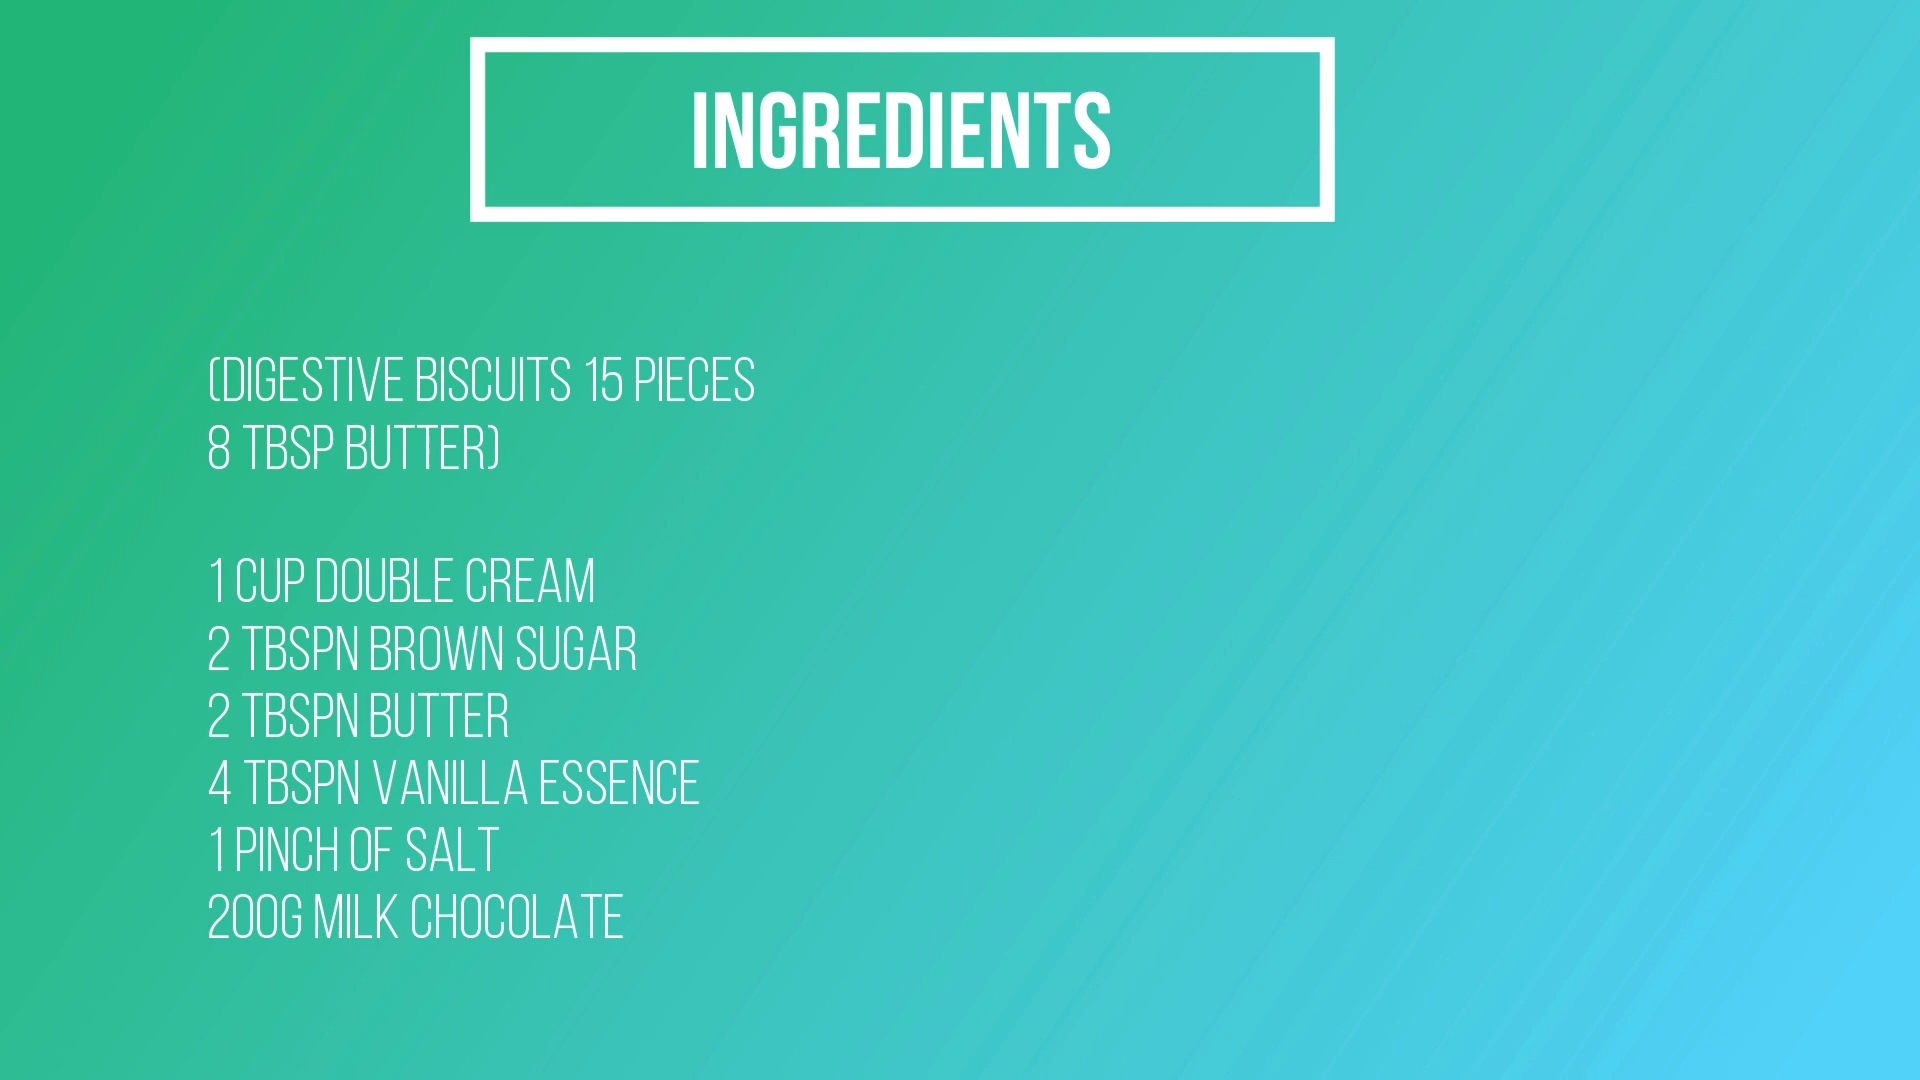 INGREDIENTS
(DIGESTIVE BISCUITS 15 PIECES
8 TBSP BUTTER)
1 CUP DOUBLE CREAM
2 TBSPN BROWN SUGAR
2 TBSPN BUTTER
4 TBSPN VANILLA ESSENCE
1 PINCH OF SALT
200G MILK CHOCOLATE